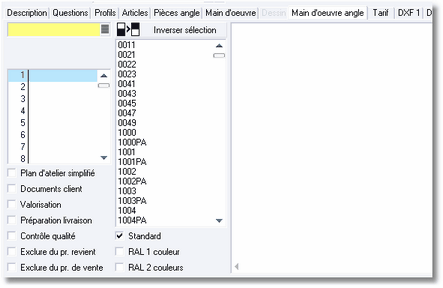 Description Questions Profils Articles Pièces angle Main d'oeuvre Dessin Main d'oeuvre angle Tarif DXF 1 D
Inverser sélection
1
2
3
4
5
6
7
8
0011
0021
0022
0023
0041
0043
0045
0047
0049
1000
1000PA
1001
1001PA
1002
1002PA
1003
1003PA
1004
1004PA
Plan d'atelier simplifié
Documents client
Valorisation
Préparation livraison
Contrôle qualité
Exclure du pr. revient
Exclure du pr. de vente
Standard
RAL 1 couleur
RAL 2 couleurs